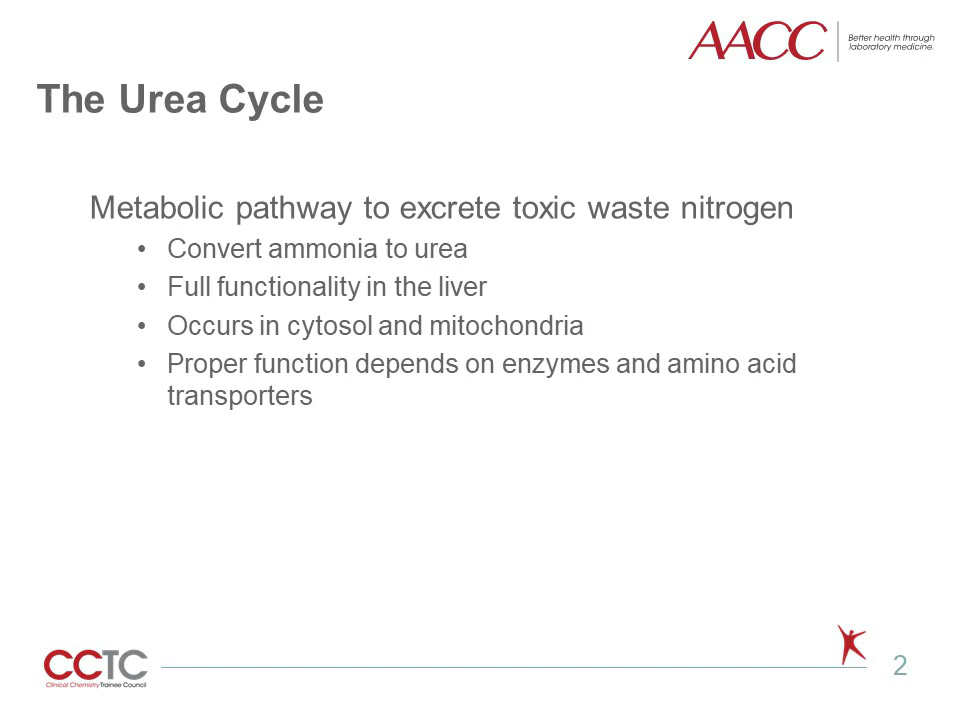 AACC
Better health through
laboratory medicine.
The Urea Cycle
Metabolic pathway to excrete toxic waste nitrogen
• Convert ammonia to urea
• Full functionality in the liver
• Occurs in cytosol and mitochondria
• Proper function depends on enzymes and amino acid
transporters
CCTC
Clinical Chemistry Trainee Council
2